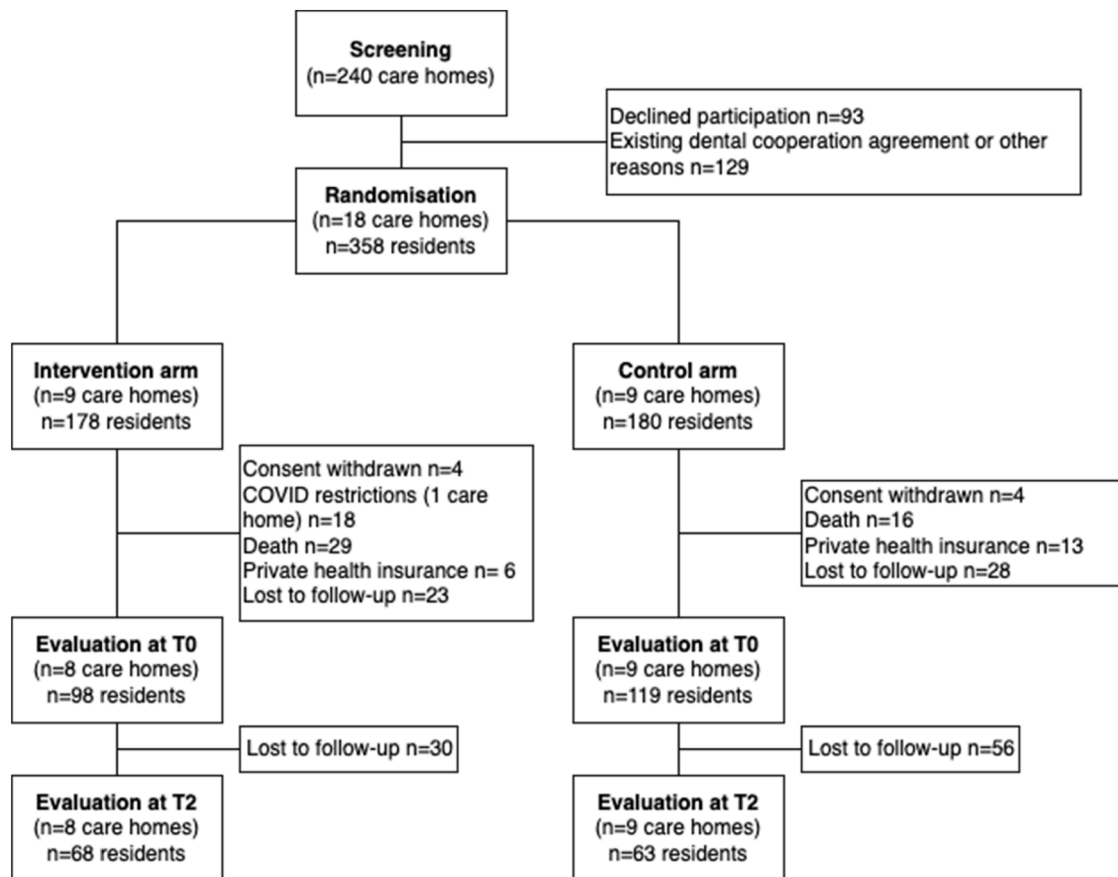 Screening
(n=240 care homes)
Declined participation n=93
Existing dental cooperation agreement or other
reasons n=129
Randomisation
(n=18 care homes)
n=358 residents
Intervention arm
(n=9 care homes)
n=178 residents
Control arm
(n=9 care homes)
n=180 residents
Consent withdrawn n=4
COVID restrictions (1 care
home) n=18
Death n=29
Private health insurance n= 6
Lost to follow-up n=23
Consent withdrawn n=4
Death n=16
Private health insurance n=13
Lost to follow-up n=28
Evaluation at T0
(n=8 care homes)
n=98 residents
Evaluation at T0
(n=9 care homes)
n=119 residents
Lost to follow-up n=30
Lost to follow-up n=56
Evaluation at T2
(n=8 care homes)
n=68 residents
Evaluation at T2
(n=9 care homes)
n=63 residents